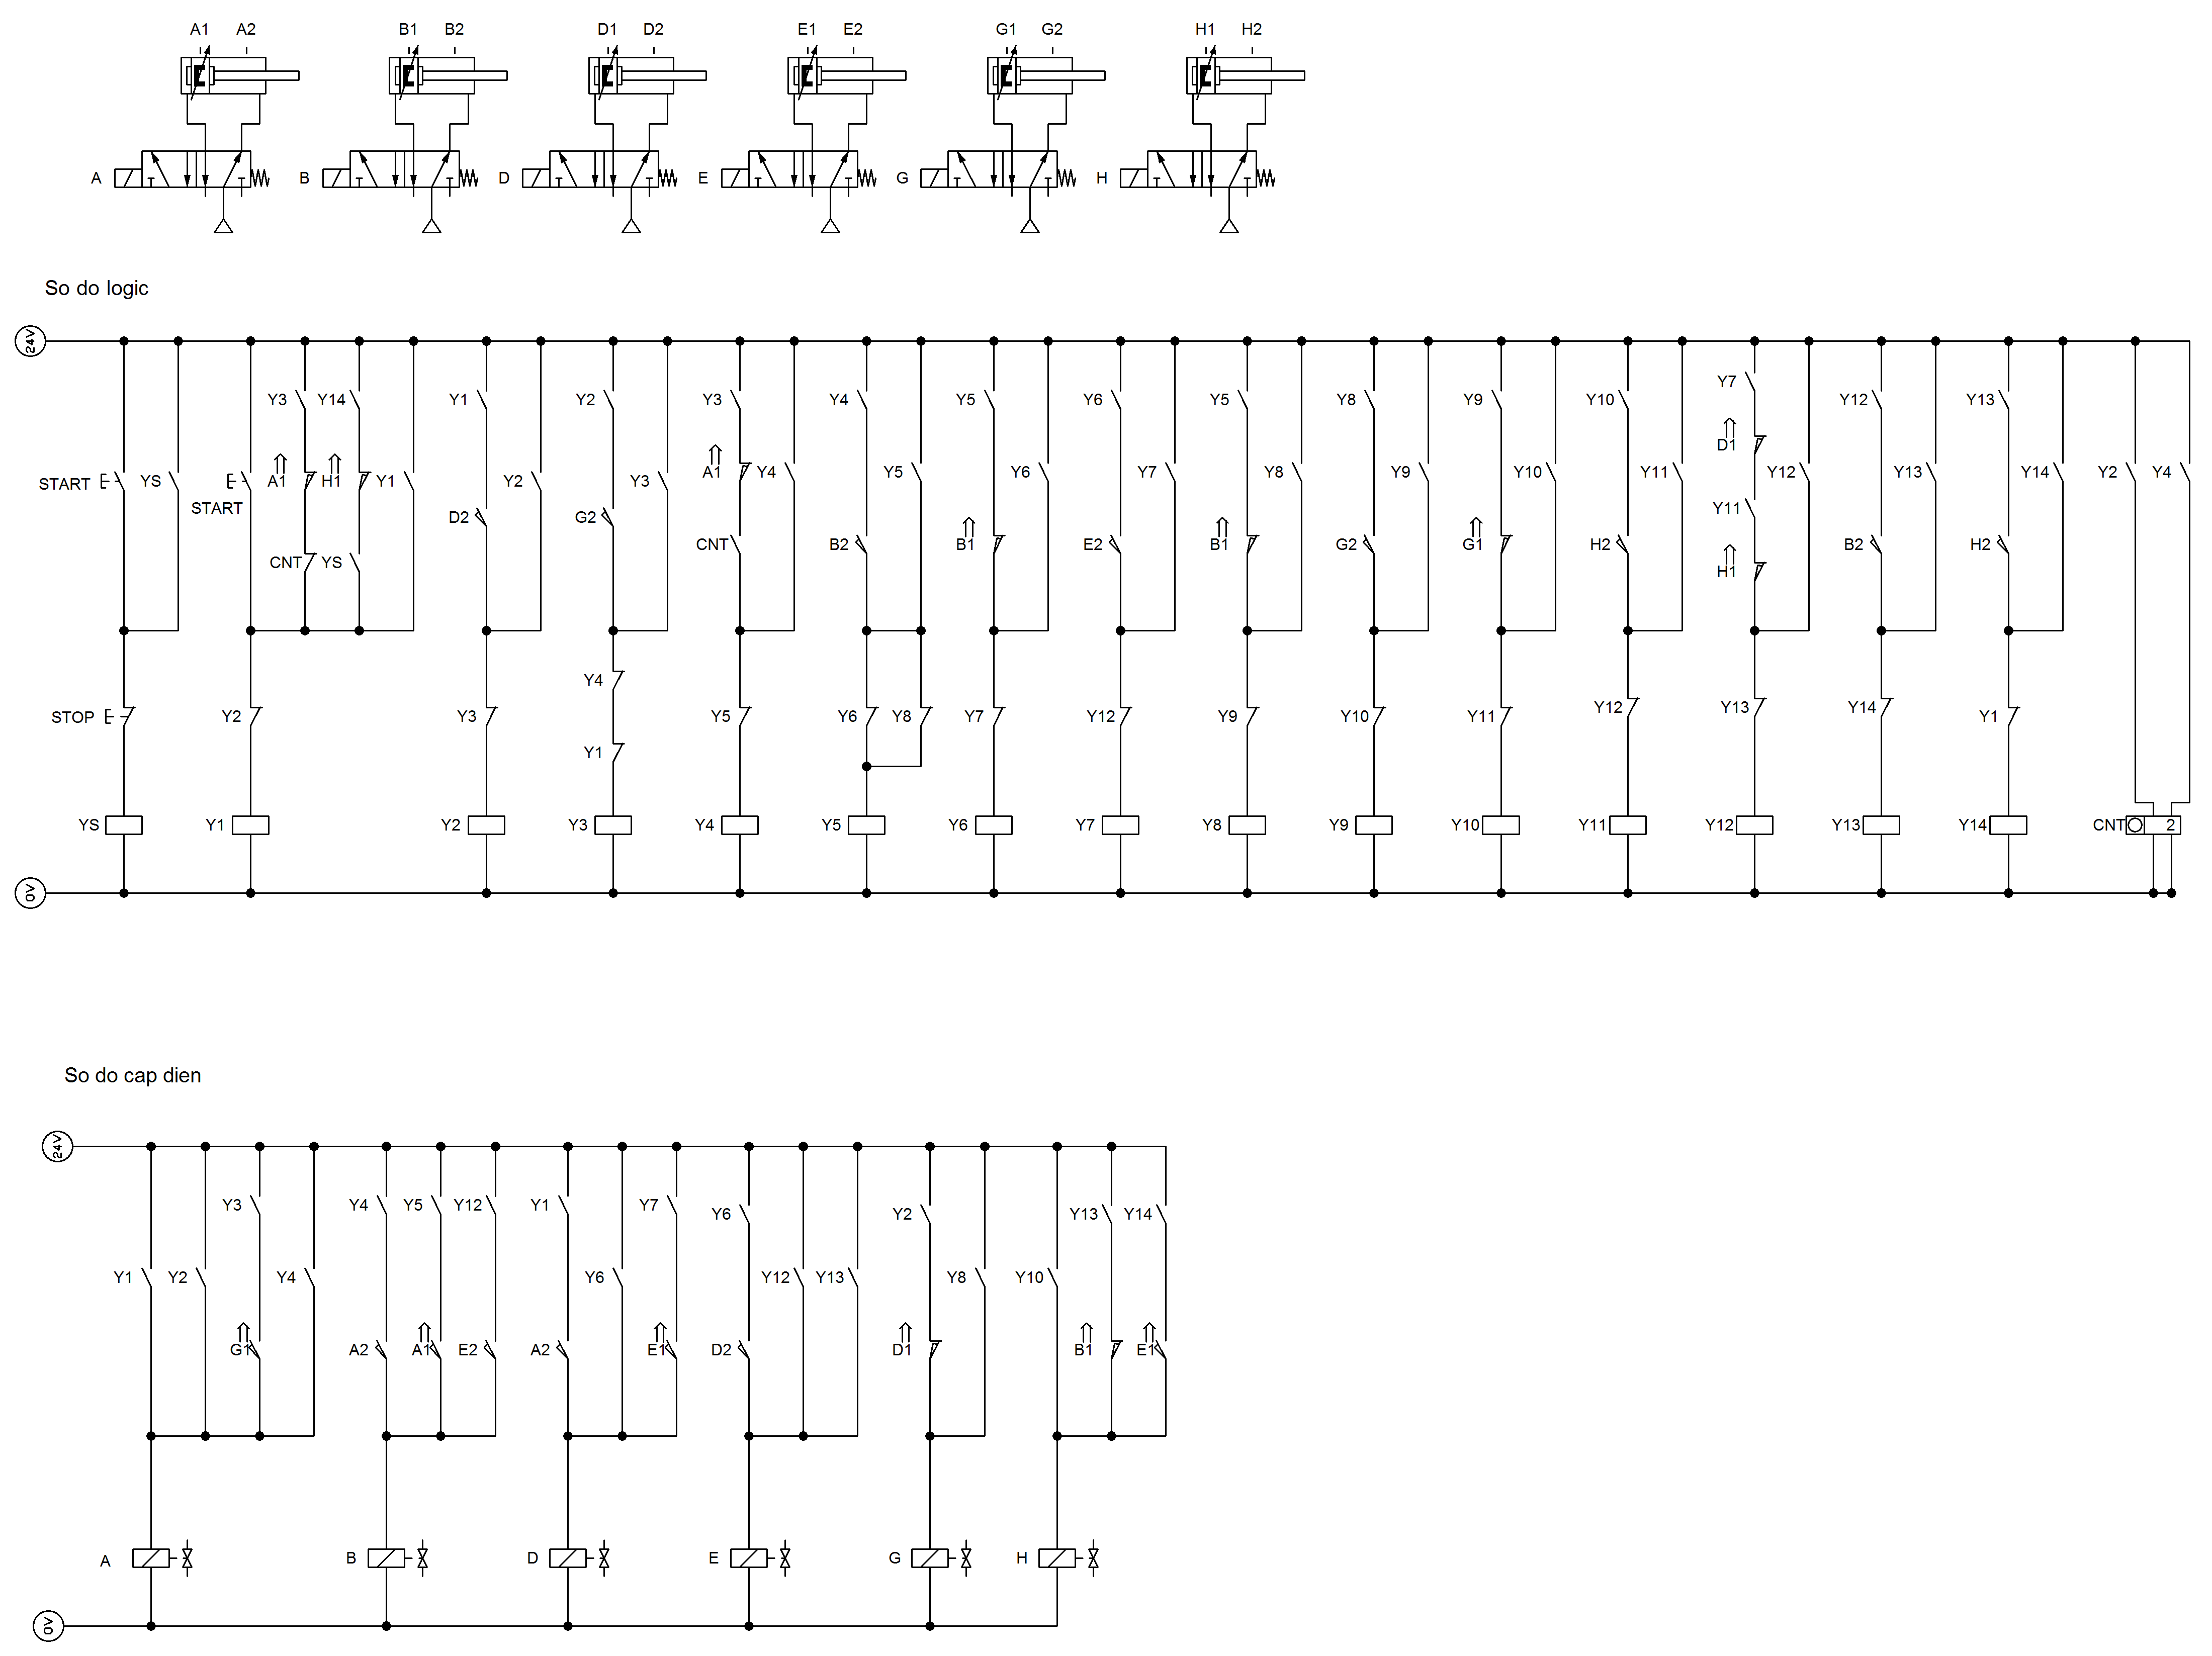 A1 A2 B1 B2 D1 D2 E1 E2 G1 G2 H1 H2
A B D E G H
So do logic
24V
Y7
Y3 Y14 Y1 Y2 Y3 Y4 Y5 Y6 Y5 Y8 Y9 Y10 Y12 Y13
D1
START YS A1 H1 Y1 Y2 Y3 A1 Y4 Y5 Y6 Y7 Y8 Y9 Y10 Y11 Y12 Y13 Y14 Y2 Y4
START D2 G2 Y11
CNT B2 B1 E2 B1 G2 G1 H2 B2 H2
CNT YS H1
Y4
STOP Y2 Y3 Y5 Y6 Y8 Y7 Y12 Y9 Y10 Y11 Y12 Y13 Y14 Y1
Y1
YS Y1 Y2 Y3 Y4 Y5 Y6 Y7 Y8 Y9 Y10 Y11 Y12 Y13 Y14 CNT 2
0V
So do cap dien
24V
Y3 Y4 Y5 Y12 Y1 Y7
Y6 Y2 Y13 Y14
Y1 Y2 Y4 Y6 Y12 Y13 Y8 Y10
G1 A2 A1 E2 A2 E1 D2 D1 B1 E1
A B D E G H
0V